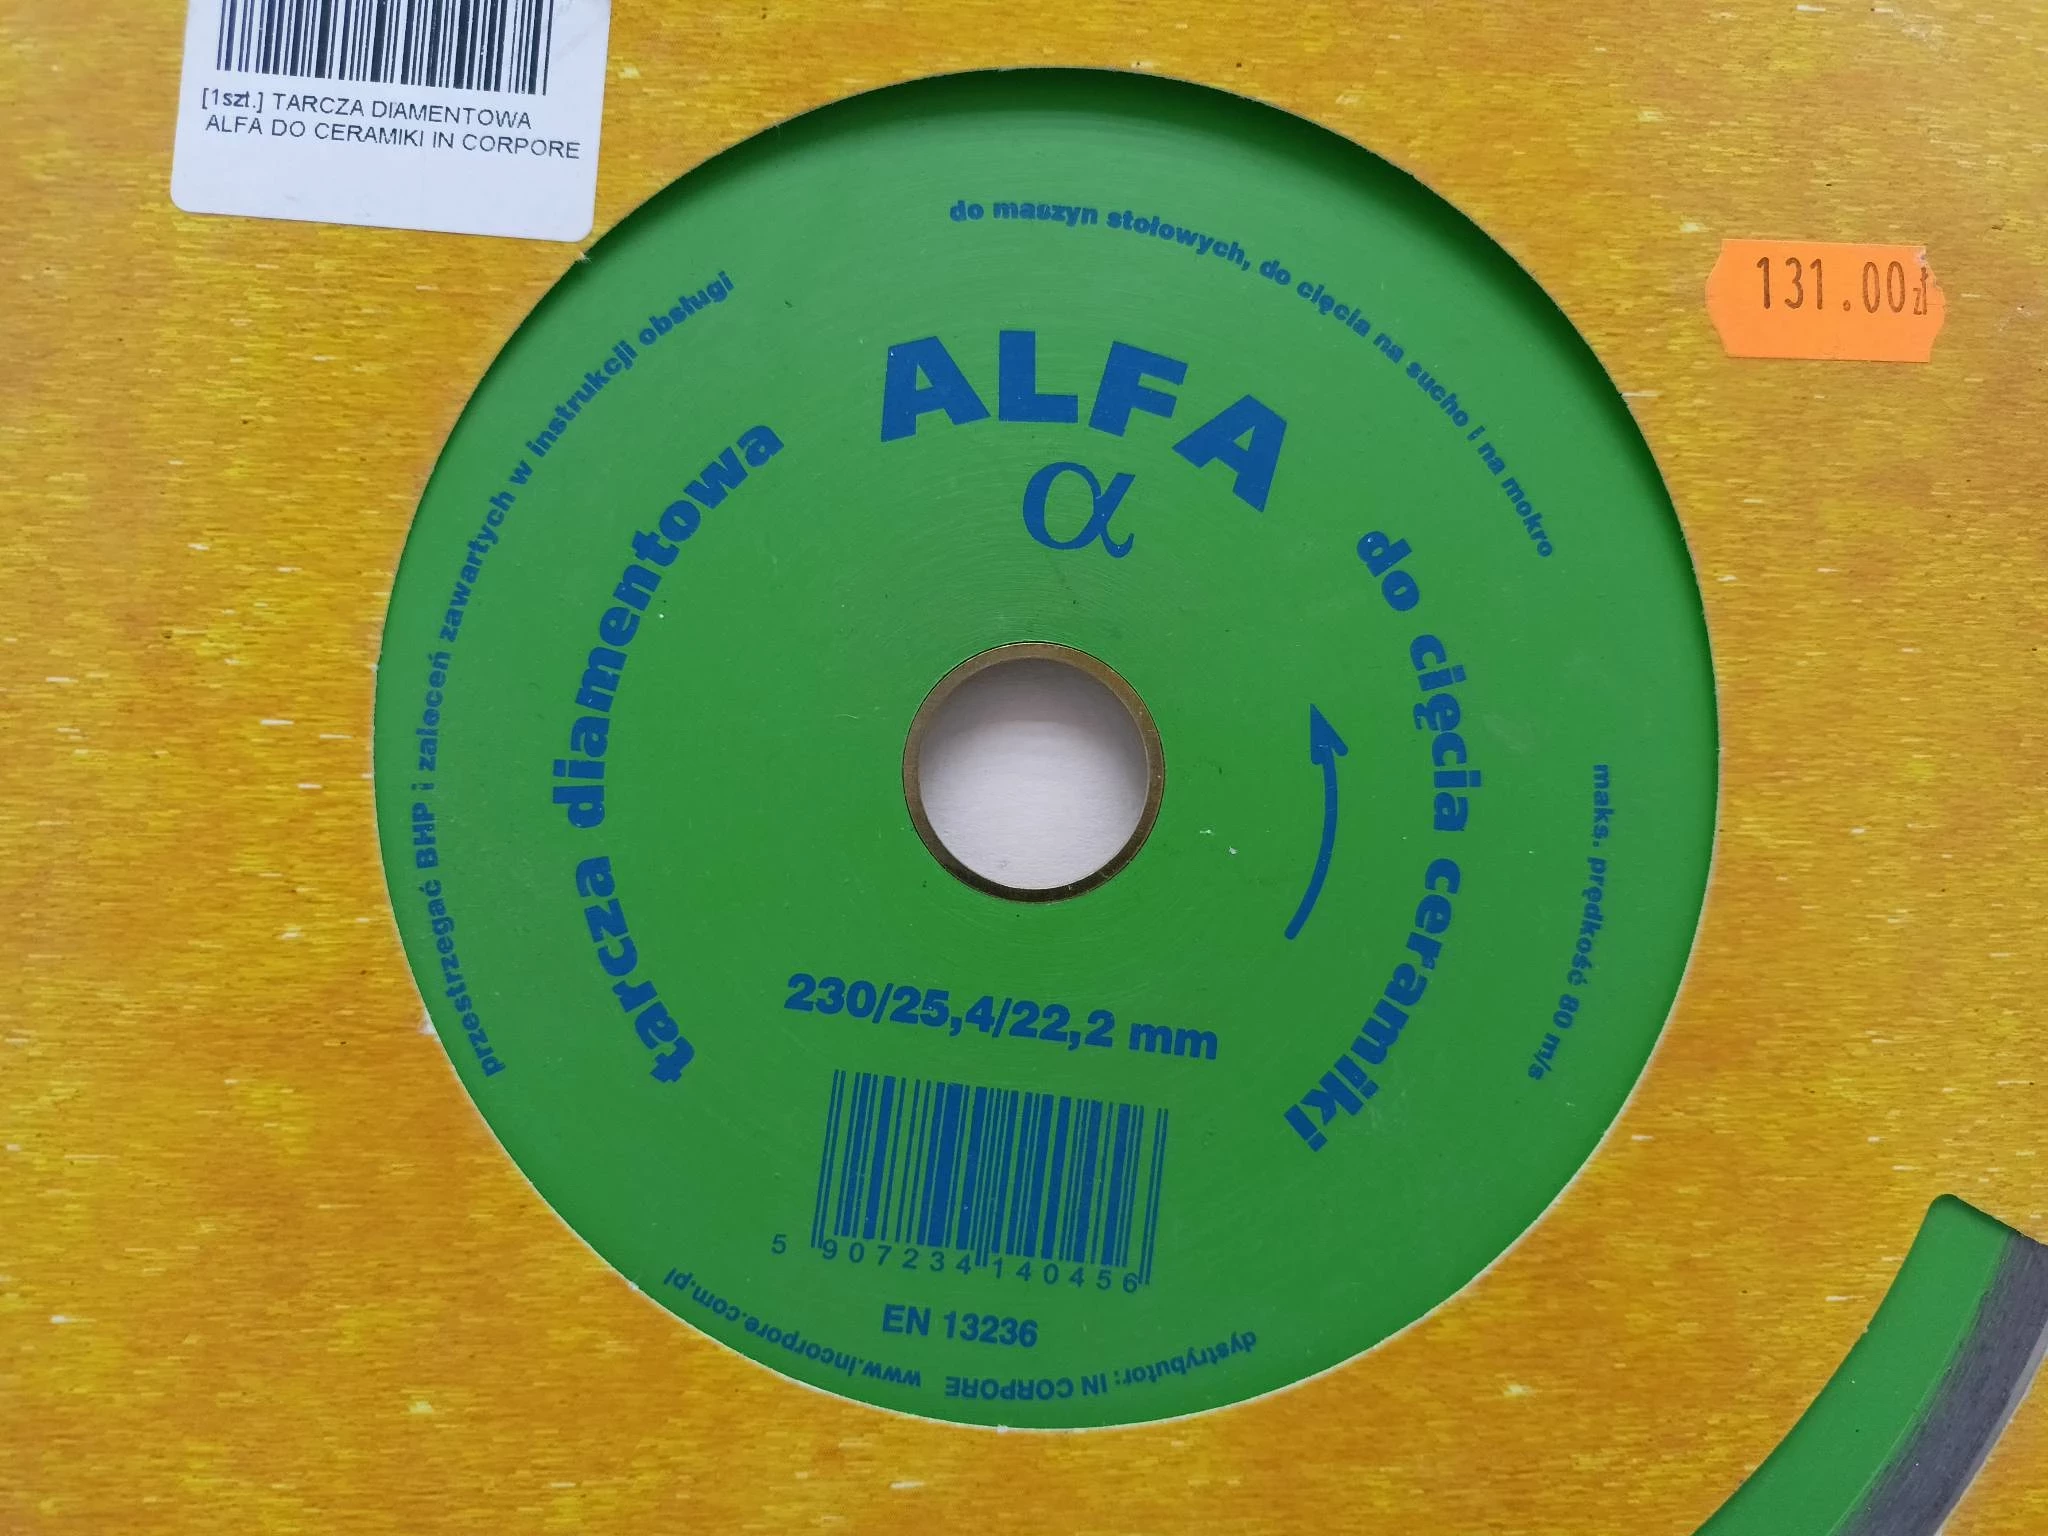 [1szt.] TARCZA DIAMENTOWA
ALFA DO CERAMIKI IN CORPORE
131.00zł
do maszyn stołowych, do cięcia na sucho i na mokro
przestrzegać BHP i zaleceń zawartych w instrukcji obsługi
ALFA
α
tarcza diamentowa
do cięcia ceramiki
maks. prędkość 80 m/s
230/25,4/22,2 mm
5 907234 140456
EN 13236
dystrybutor: IN CORPORE www.incorpore.com.pl